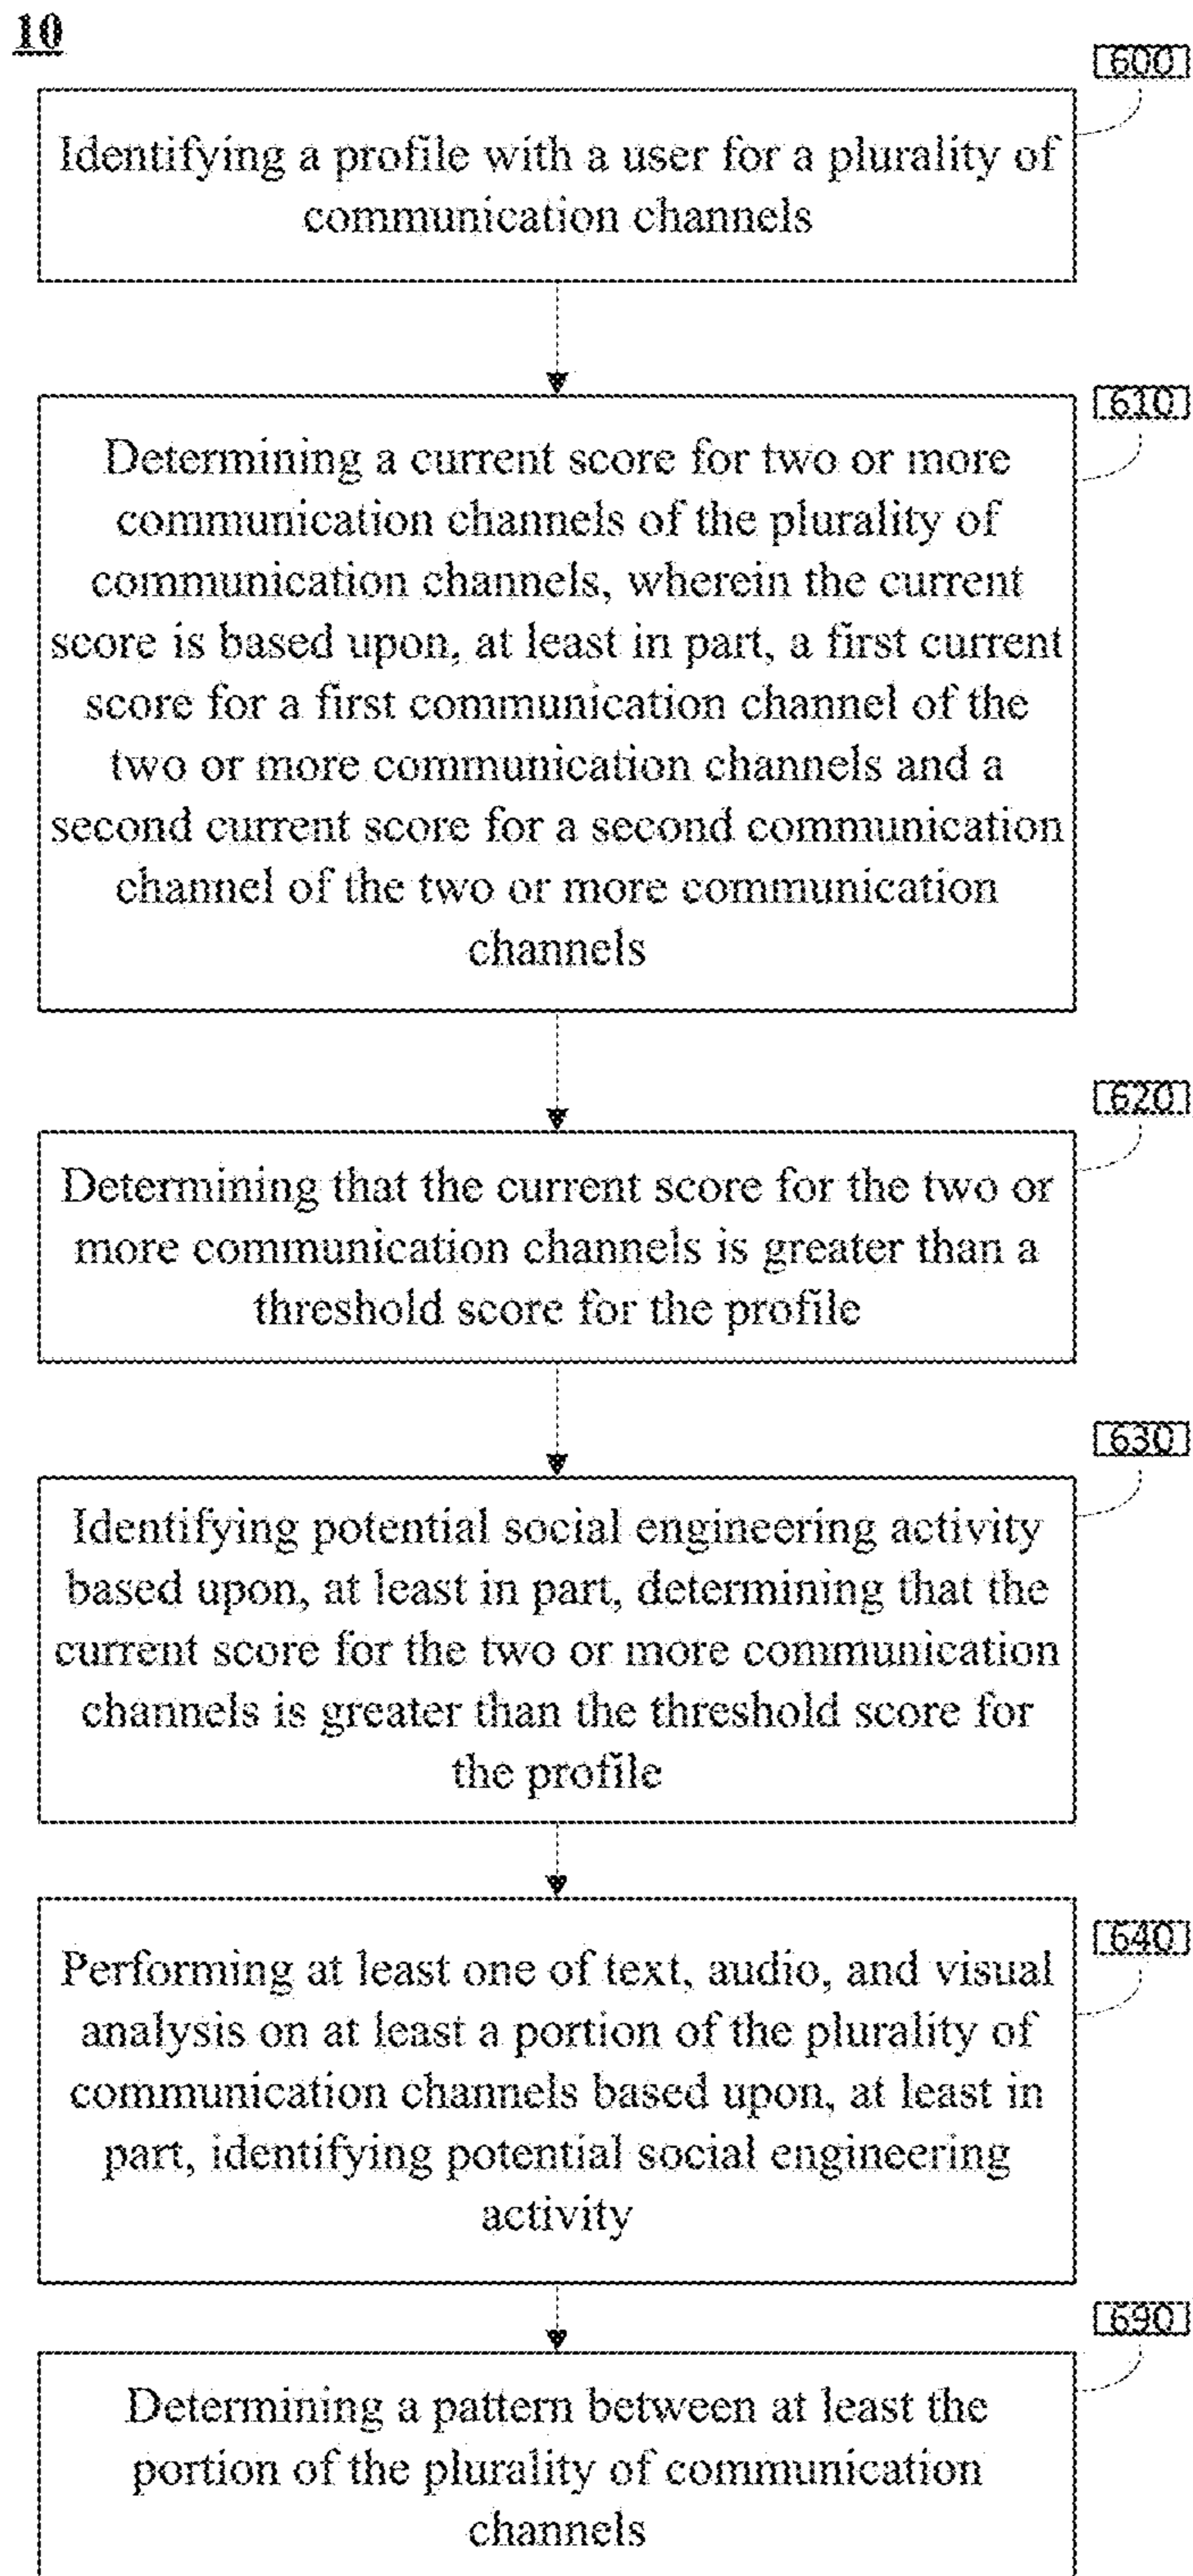 10
600
Identifying a profile with a user for a plurality of
communication channels
610
Determining a current score for two or more
communication channels of the plurality of
communication channels, wherein the current
score is based upon, at least in part, a first current
score for a first communication channel of the
two or more communication channels and a
second current score for a second communication
channel of the two or more communication
channels
620
Determining that the current score for the two or
more communication channels is greater than a
threshold score for the profile
630
Identifying potential social engineering activity
based upon, at least in part, determining that the
current score for the two or more communication
channels is greater than the threshold score for
the profile
640
Performing at least one of text, audio, and visual
analysis on at least a portion of the plurality of
communication channels based upon, at least in
part, identifying potential social engineering
activity
690
Determining a pattern between at least the
portion of the plurality of communication
channels